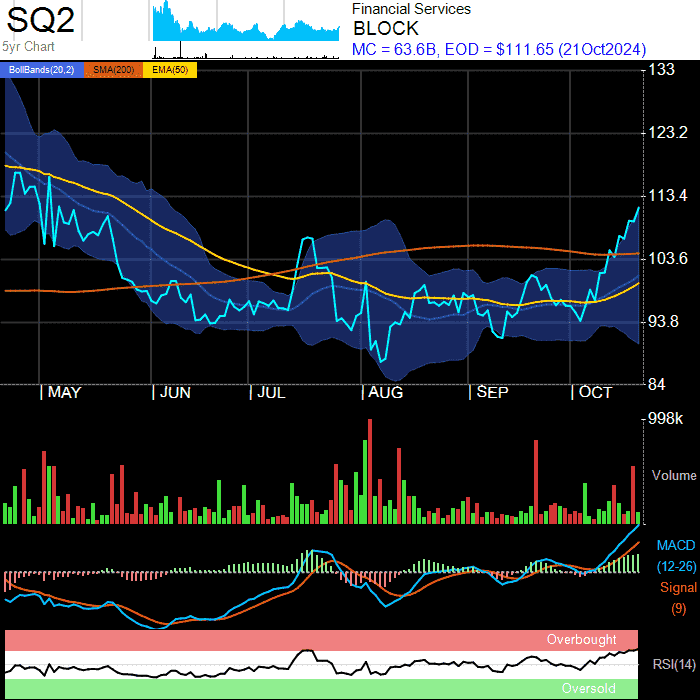 SQ2
5yr Chart
Financial Services
BLOCK
MC = 63.6B, EOD = $111.65 (21Oct2024)
BollBands(20,2) SMA(200) EMA(50)
133
123.2
113.4
103.6
93.8
84
| MAY | JUN | JUL | AUG | SEP | OCT
998k
Volume
MACD
(12-26)
Signal
(9)
Overbought
RSI(14)
Oversold